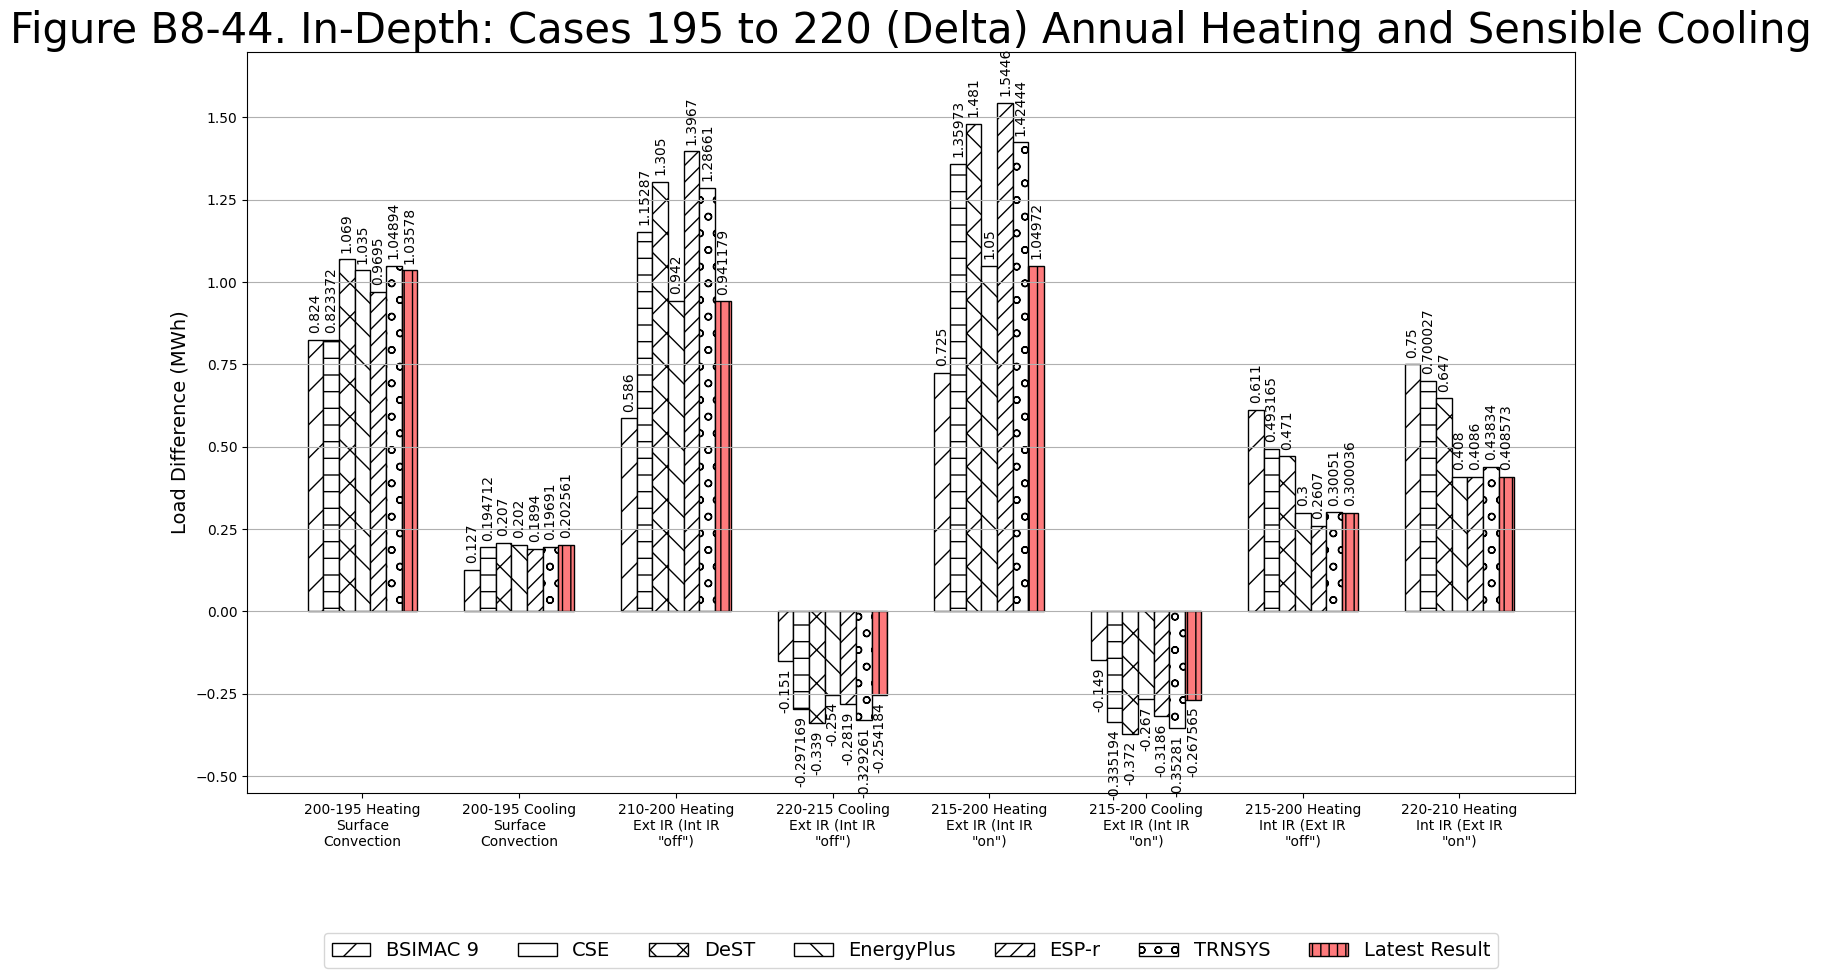 Figure B8-44. In-Depth: Cases 195 to 220 (Delta) Annual Heating and Sensible Cooling
Load Difference (MWh)
1.50
1.25
1.00
0.75
0.50
0.25
0.00
−0.25
−0.50
0.824
0.823372
1.069
1.035
0.9695
1.04894
1.03578
0.127
0.194712
0.207
0.202
0.1894
0.19691
0.202561
0.586
1.15287
1.305
0.942
1.3967
1.28661
0.941179
-0.151
-0.297169
-0.339
-0.254
-0.2819
0.329261
-0.254184
0.725
1.35973
1.481
1.05
1.5446
1.42444
1.04972
-0.149
0.335194
-0.372
-0.267
-0.3186
0.35281
-0.267565
0.611
0.493165
0.471
0.3
0.2607
0.30051
0.300036
0.75
0.700027
0.647
0.408
0.4086
0.43834
0.408573
200-195 Heating
Surface
Convection
200-195 Cooling
Surface
Convection
210-200 Heating
Ext IR (Int IR
"off")
220-215 Cooling
Ext IR (Int IR
"off")
215-200 Heating
Ext IR (Int IR
"on")
215-200 Cooling
Ext IR (Int IR
"on")
215-200 Heating
Int IR (Ext IR
"off")
220-210 Heating
Int IR (Ext IR
"on")
BSIMAC 9 CSE DeST EnergyPlus ESP-r TRNSYS Latest Result